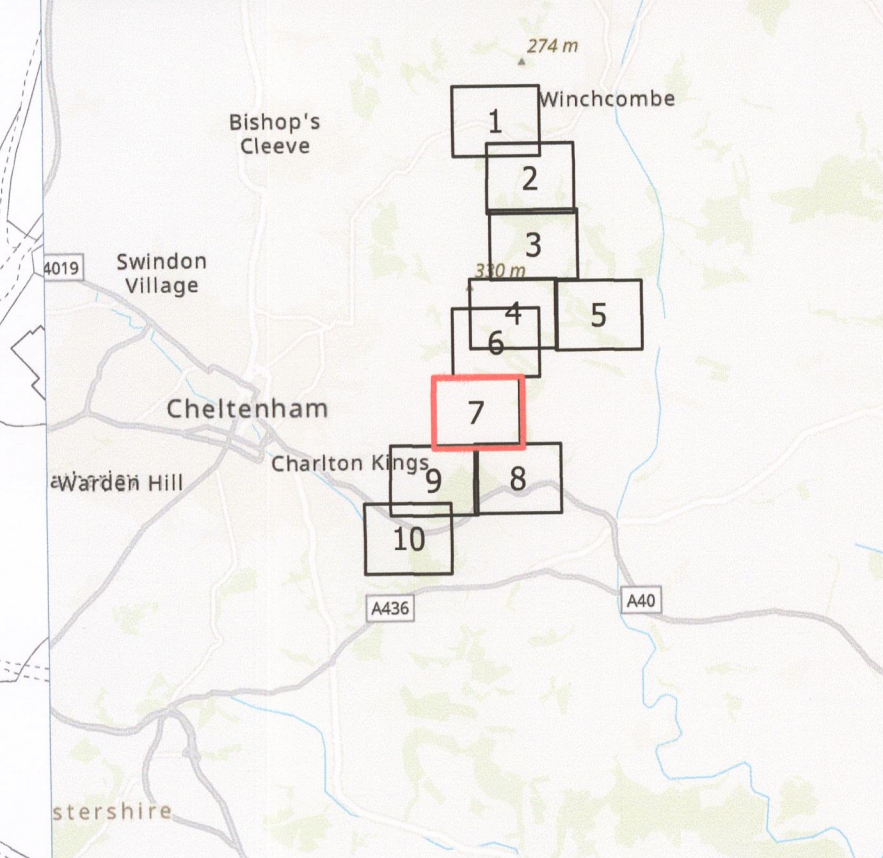 274 m
Winchcombe
1
Bishop's
Cleeve
2
3
Swindon
Village
4019
330 m
4
5
6
Cheltenham
7
Charlton Kings
Warden Hill
9
8
10
A436
A40
stershire